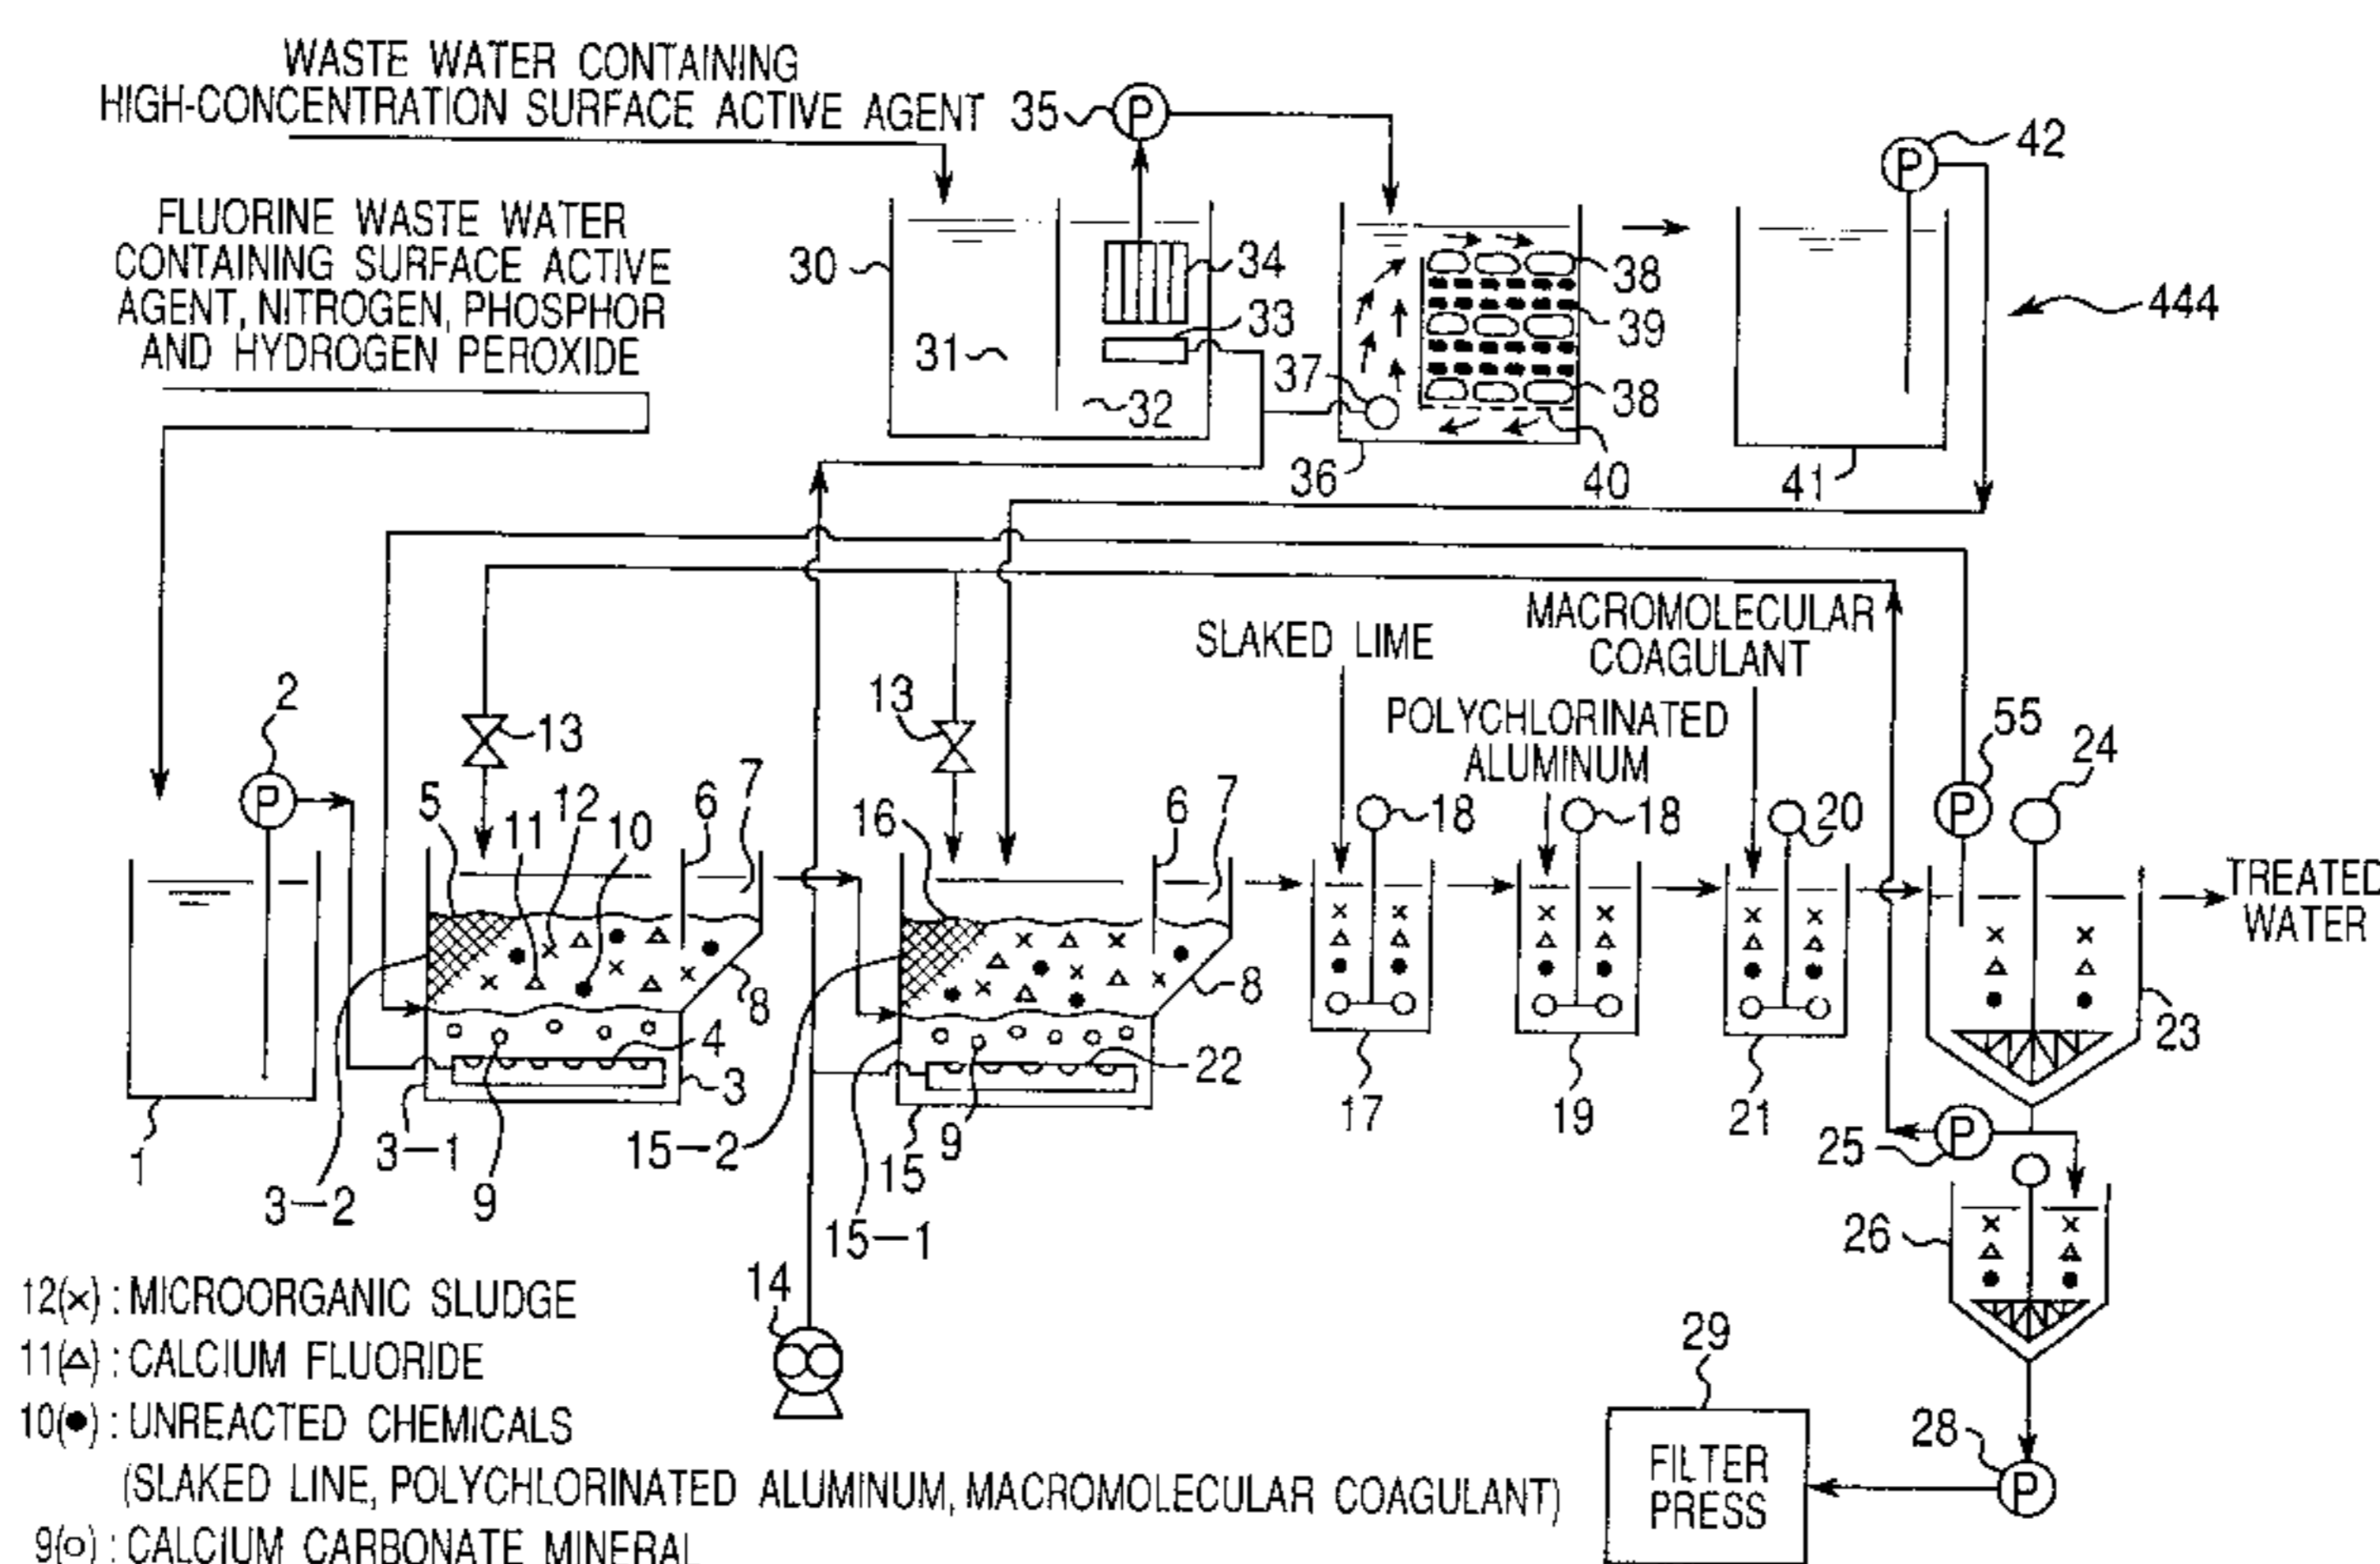 WASTE WATER CONTAINING
HIGH-CONCENTRATION SURFACE ACTIVE AGENT
35
P
P
42
FLUORINE WASTE WATER
CONTAINING SURFACE ACTIVE
AGENT, NITROGEN, PHOSPHOR
AND HYDROGEN PEROXIDE
30
34
38
444
33
39
31
37
32
38
36
40
41
SLAKED LIME
MACROMOLECULAR
COAGULANT
POLYCHLORINATED
ALUMINUM
2
13
13
55
24
P
5
11
12
10
6
7
16
6
7
18
18
20
P
TREATED
WATER
8
8
23
4
22
3
1
3-1
3-2
9
15-2
15
9
15-1
17
19
21
25
P
26
14
12(×) : MICROORGANIC SLUDGE
11(△) : CALCIUM FLUORIDE
10(●) : UNREACTED CHEMICALS
(SLAKED LINE, POLYCHLORINATED ALUMINUM, MACROMOLECULAR COAGULANT)
9(○) : CALCIUM CARBONATE MINERAL
29
FILTER
PRESS
28
P